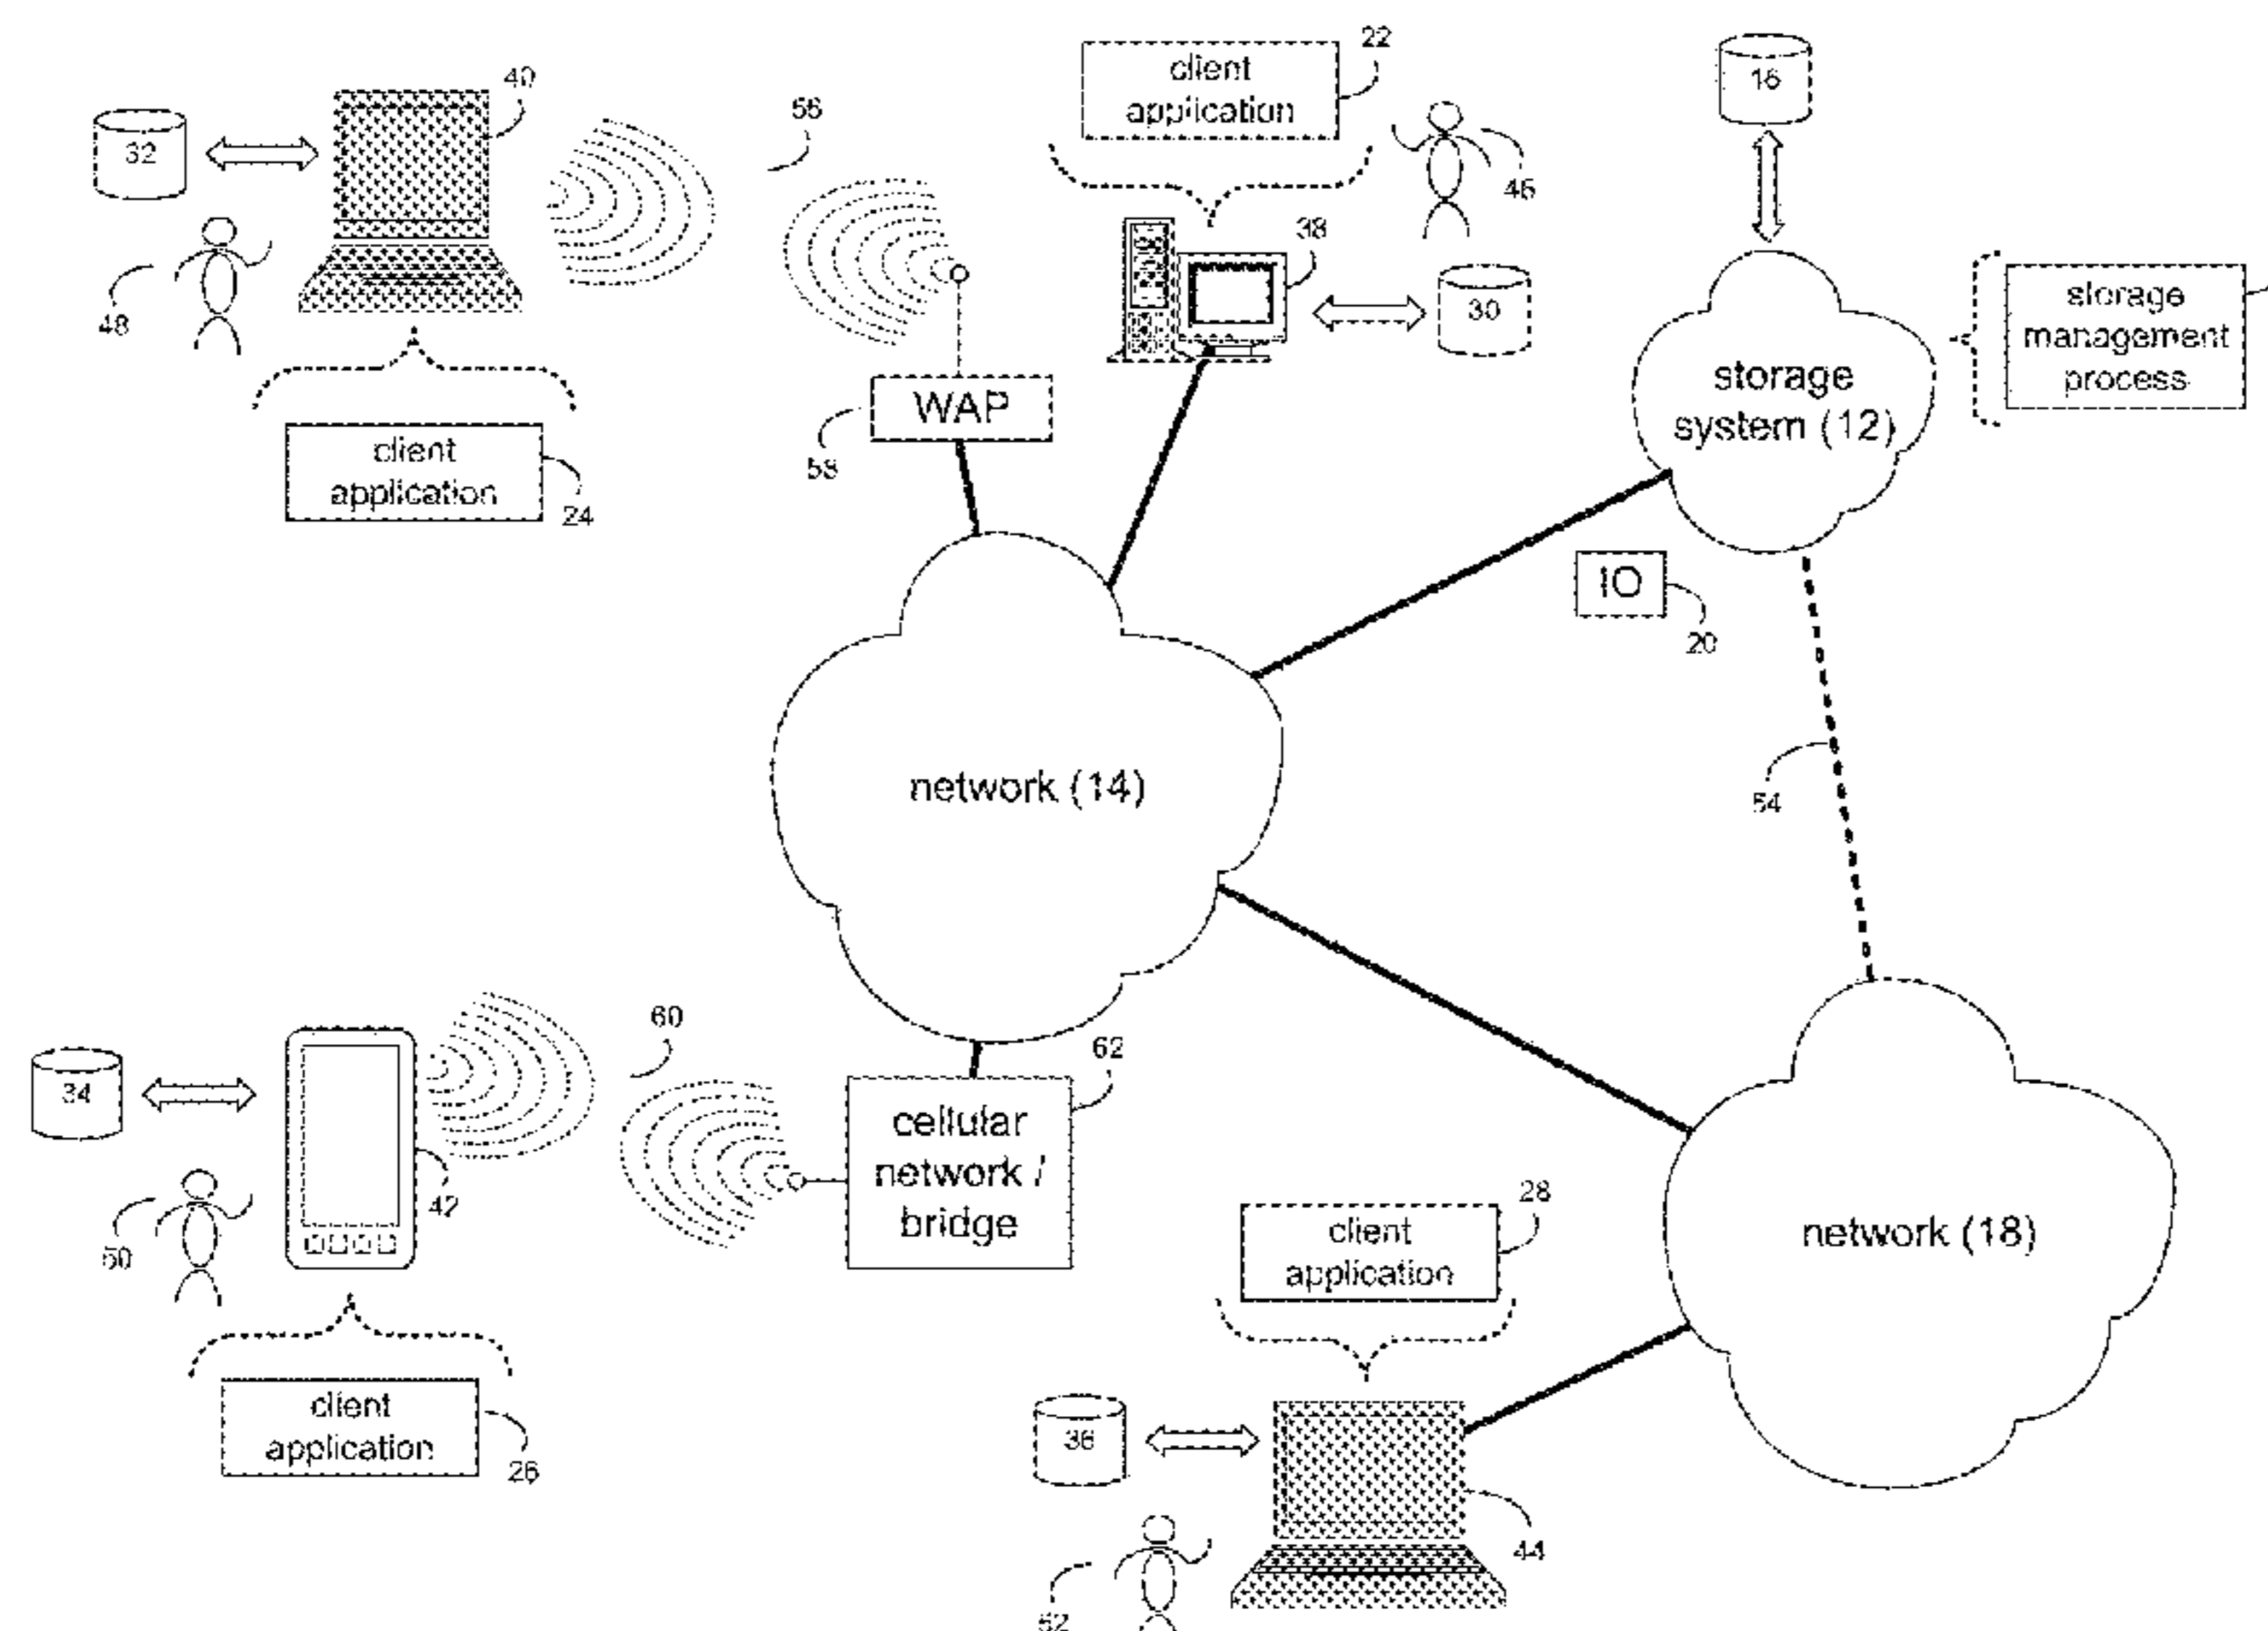 40
32
48
client
application
24
56
WAP
58
22
client
application
46
38
30
16
storage
system (12)
storage
management
process
IO
20
54
network (14)
60
62
34
42
50
cellular
network /
bridge
client
application
26
28
client
application
network (18)
36
44
52